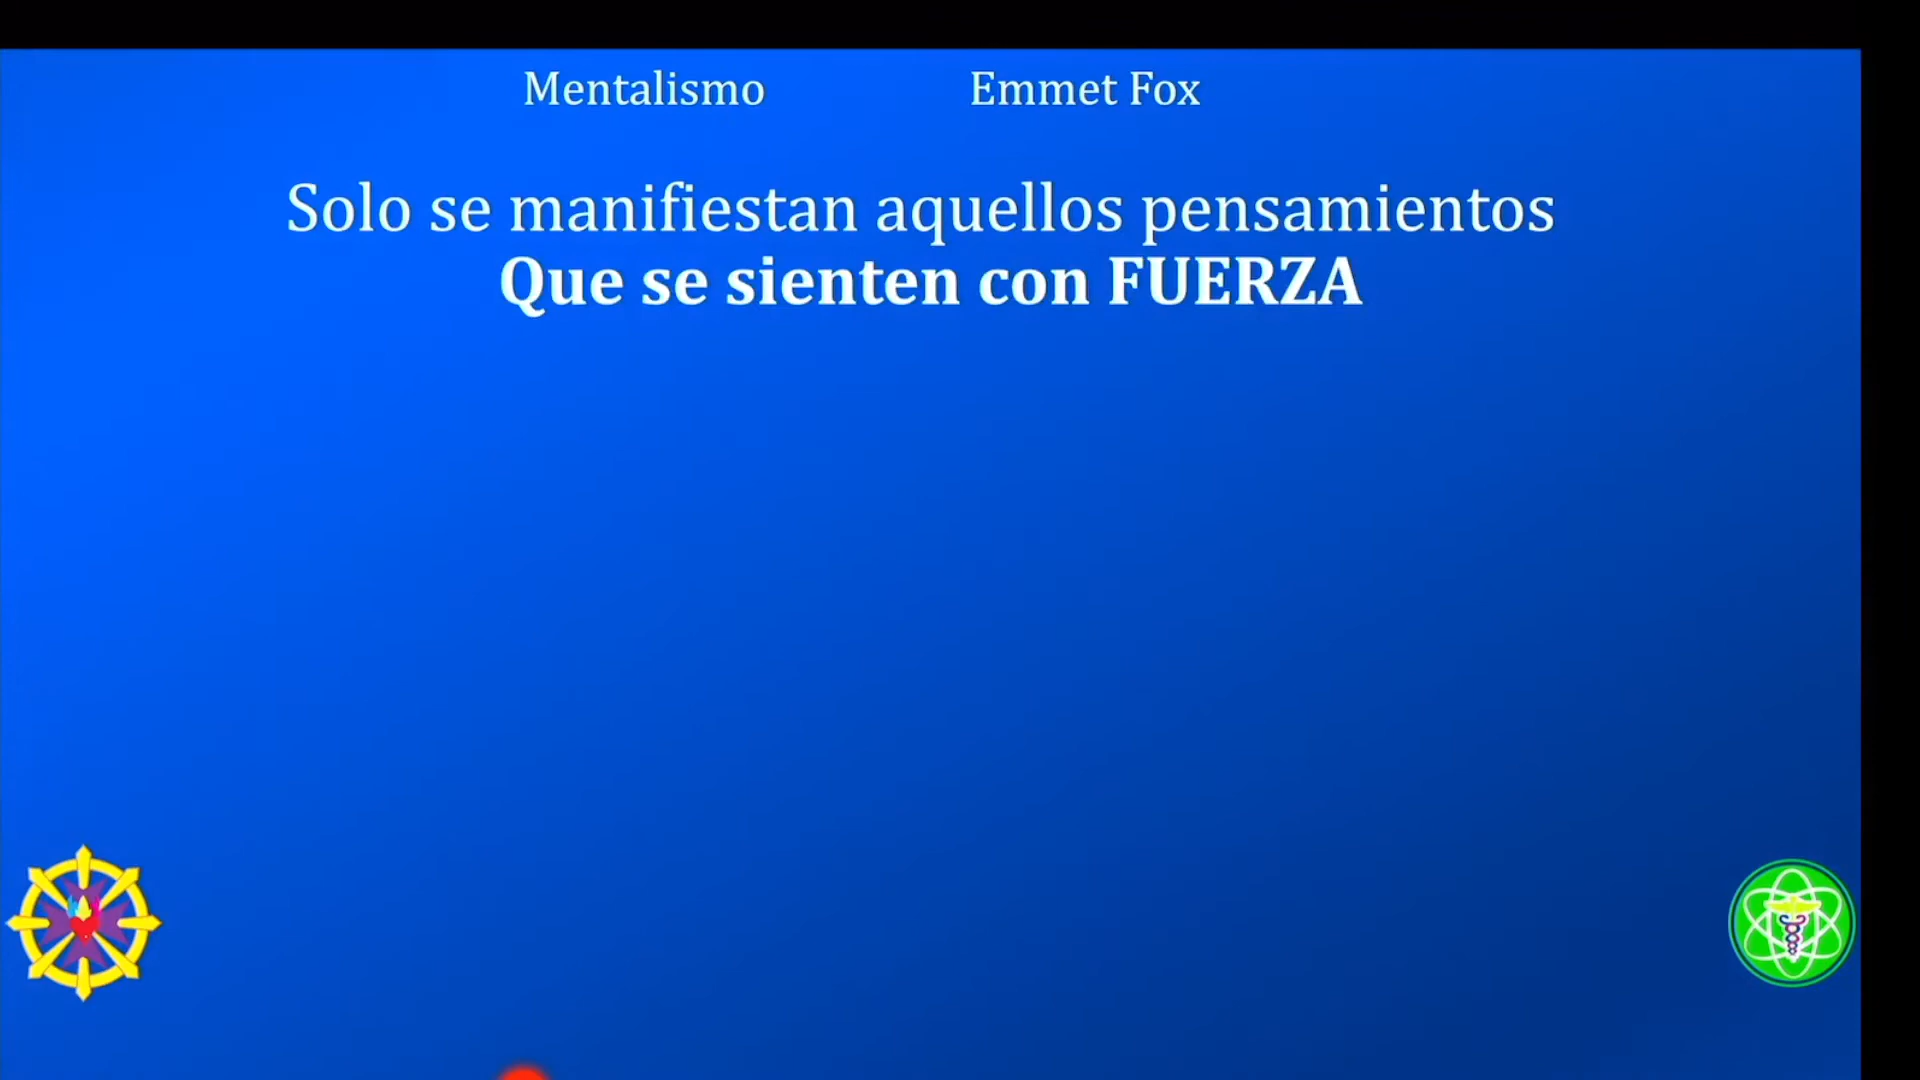 Mentalismo Emmet Fox
Solo se manifiestan aquellos pensamientos
Que se sienten con FUERZA